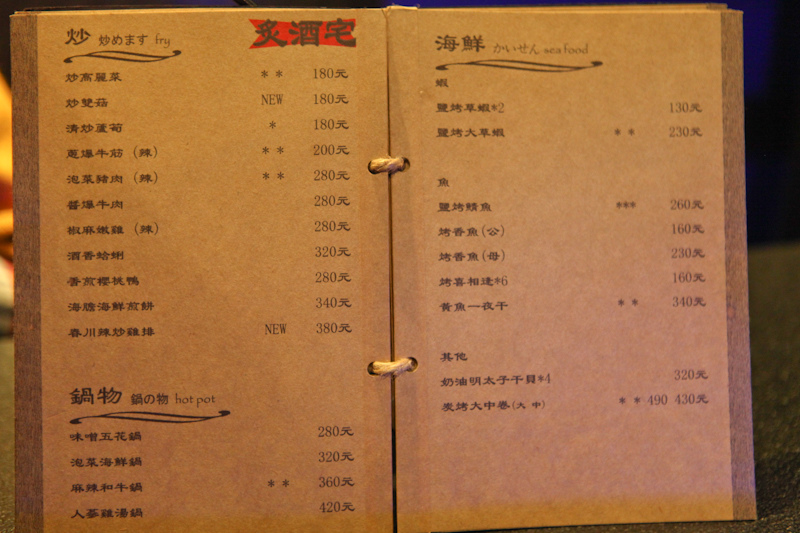 炒 炒めます fry
炙酒宅
炒高麗菜 ** 180元
炒雙菇 NEW 180元
清炒蘆筍 * 180元
蔥爆牛筋（辣） ** 200元
泡菜豬肉（辣） ** 280元
醬爆牛肉 280元
椒麻嫩雞（辣） 280元
酒香蛤蜊 320元
香煎櫻桃鴨 280元
海膽海鮮煎餅 340元
春川辣炒雞排 NEW 380元
鍋物 鍋の物 hot pot
味噌五花鍋 280元
泡菜海鮮鍋 320元
麻辣和牛鍋 ** 360元
人蔘雞湯鍋 420元
海鮮 かいせん sea food
蝦
鹽烤草蝦*2 130元
鹽烤大草蝦 ** 230元
魚
鹽烤鯖魚 *** 260元
烤香魚(公) 160元
烤香魚(母) 230元
烤喜相逢*6 160元
黃魚一夜干 ** 340元
其他
奶油明太子干貝*4 320元
炭烤大中卷(大 中) ** 490 430元